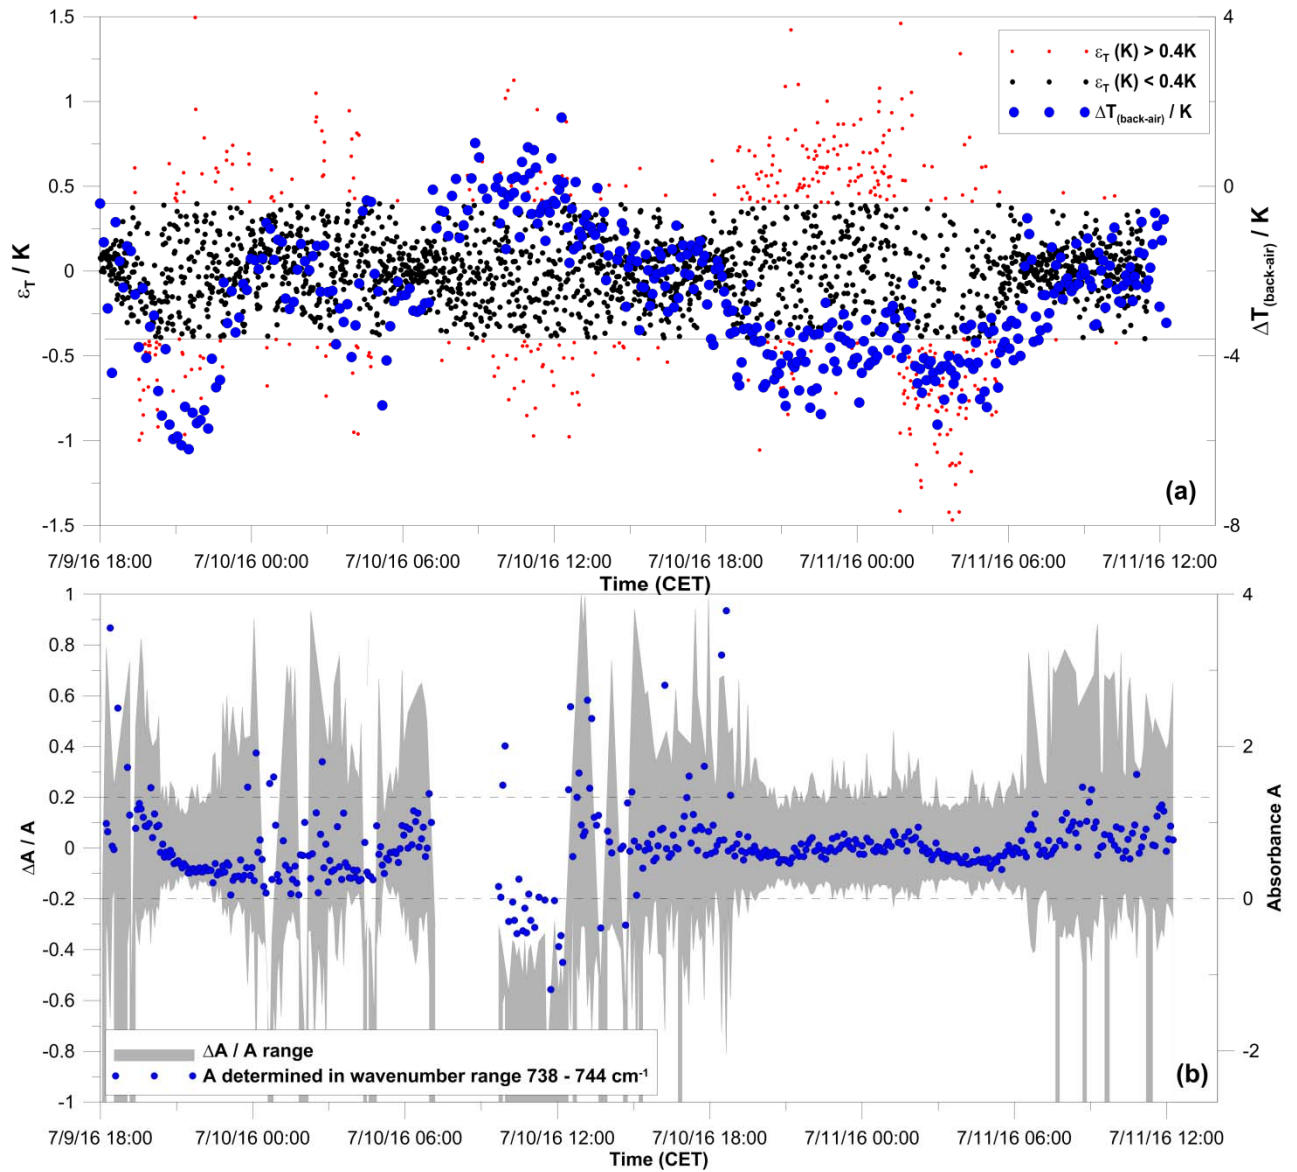 1.5
1
0.5
0
-0.5
-1
-1.5
ε_T / K
4
0
-4
-8
ΔT_(back-air) / K
ε_T (K) > 0.4K
ε_T (K) < 0.4K
ΔT_(back-air) / K
(a)
7/9/16 18:00 7/10/16 00:00 7/10/16 06:00 7/10/16 12:00 7/10/16 18:00 7/11/16 00:00 7/11/16 06:00 7/11/16 12:00
Time (CET)
1
0.8
0.6
0.4
0.2
0
-0.2
-0.4
-0.6
-0.8
-1
ΔA / A
4
2
0
-2
Absorbance A
ΔA / A range
A determined in wavenumber range 738 - 744 cm⁻¹
(b)
7/9/16 18:00 7/10/16 00:00 7/10/16 06:00 7/10/16 12:00 7/10/16 18:00 7/11/16 00:00 7/11/16 06:00 7/11/16 12:00
Time (CET)